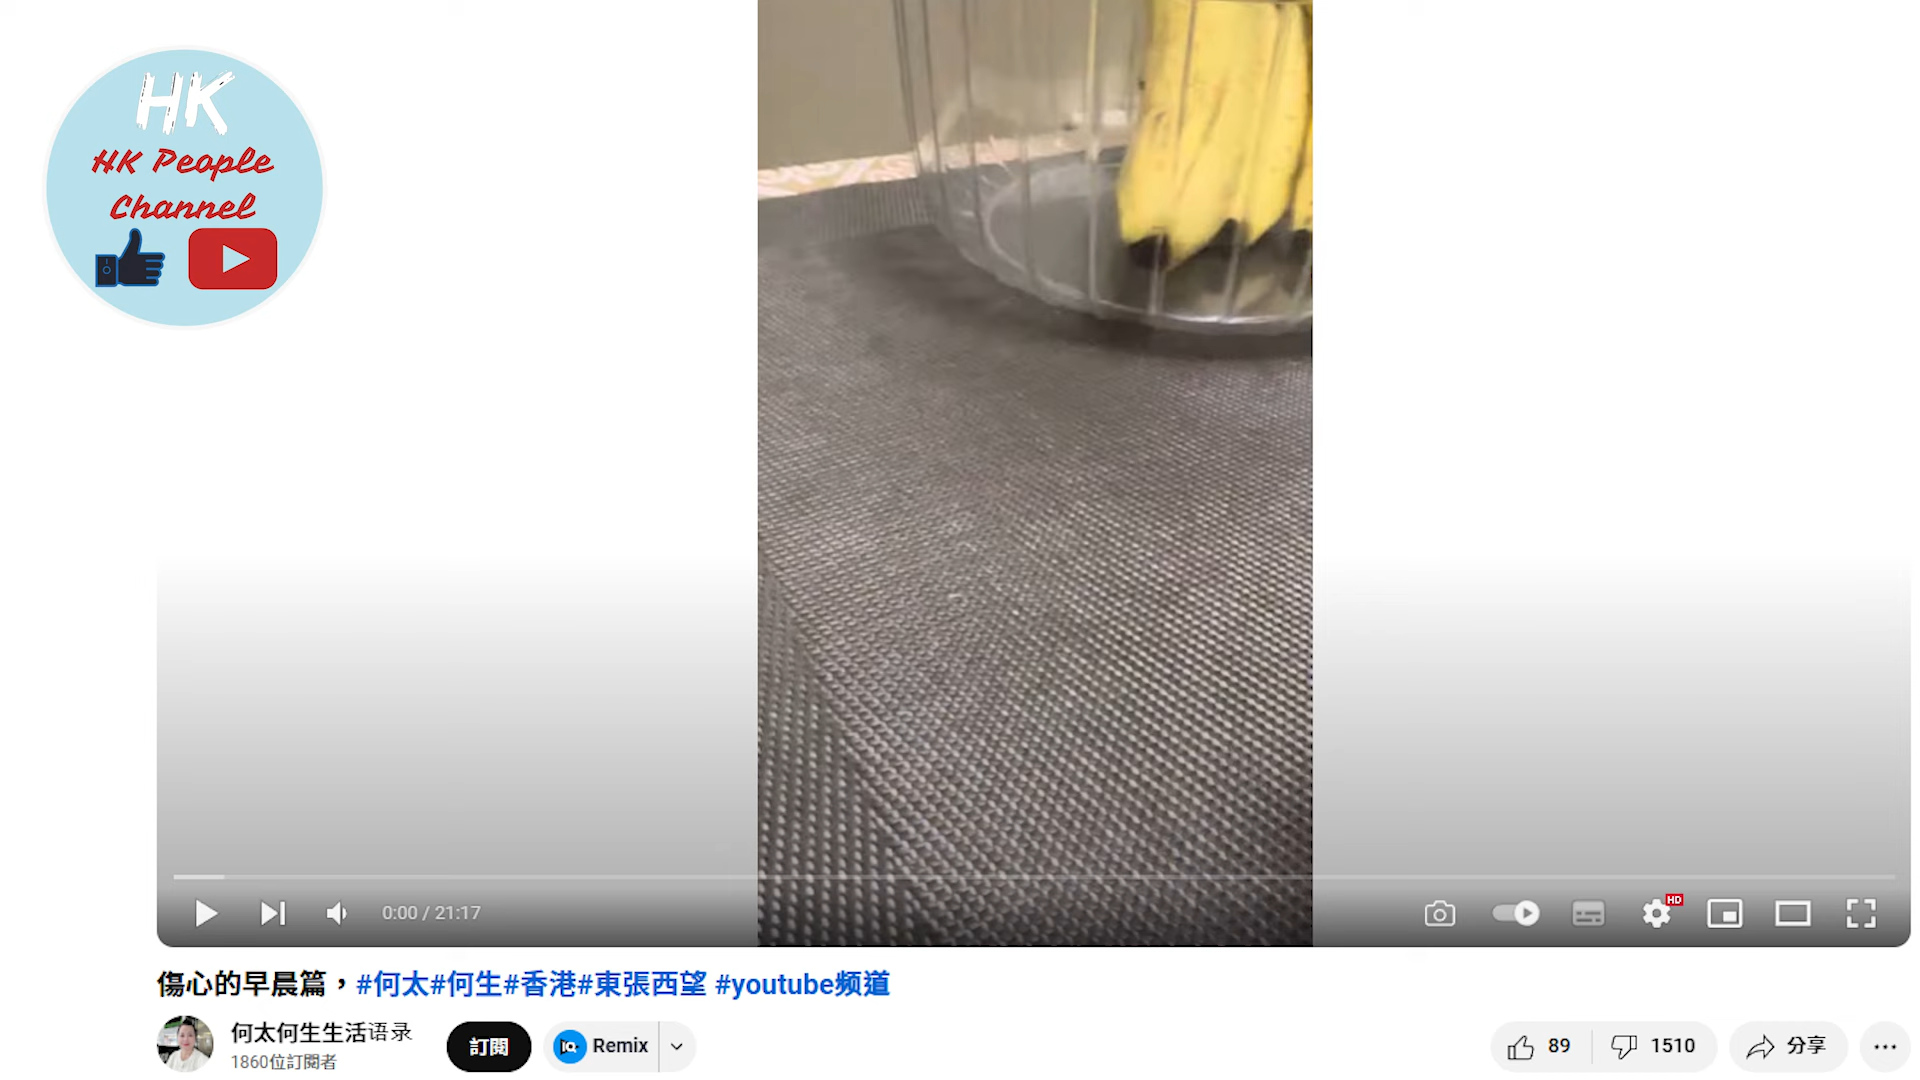 HK
HK People
Channel
0:00 / 21:17
HD
傷心的早晨篇，#何太#何生#香港#東張西望 #youtube频道
何太何生生活语录
1860位訂閱者
訂閱
Remix
89
1510
分享